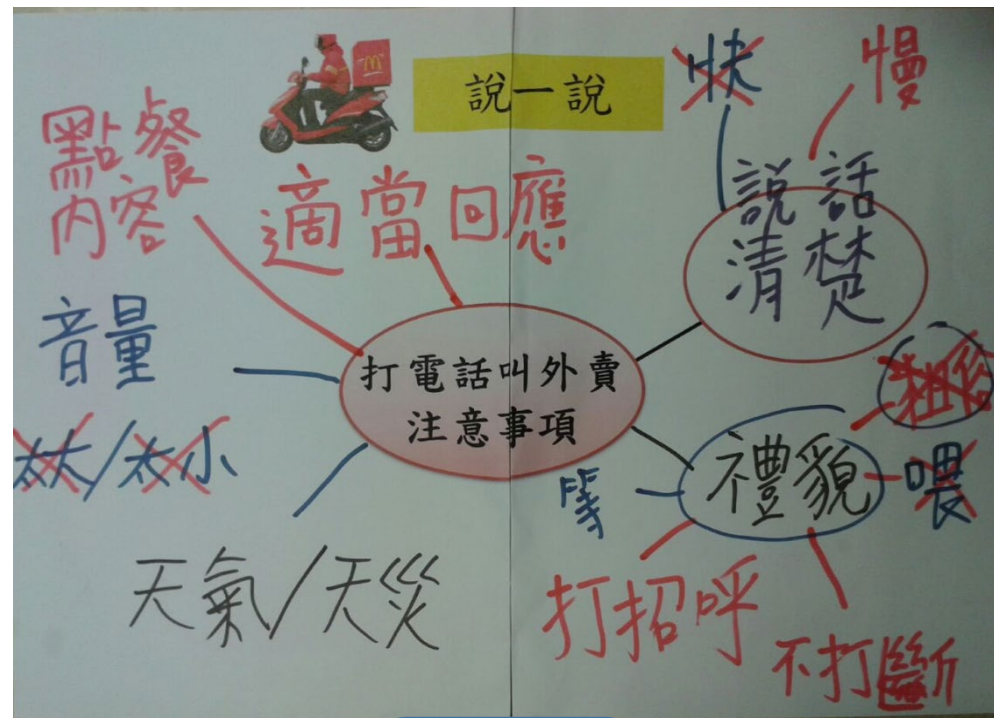 說一說
快
慢
說話
清楚
點餐
內容
適當回應
音量
太大/太小
打電話叫外賣
注意事項
粗俗
禮貌
喂
等
打招呼
不打斷
天氣/天災